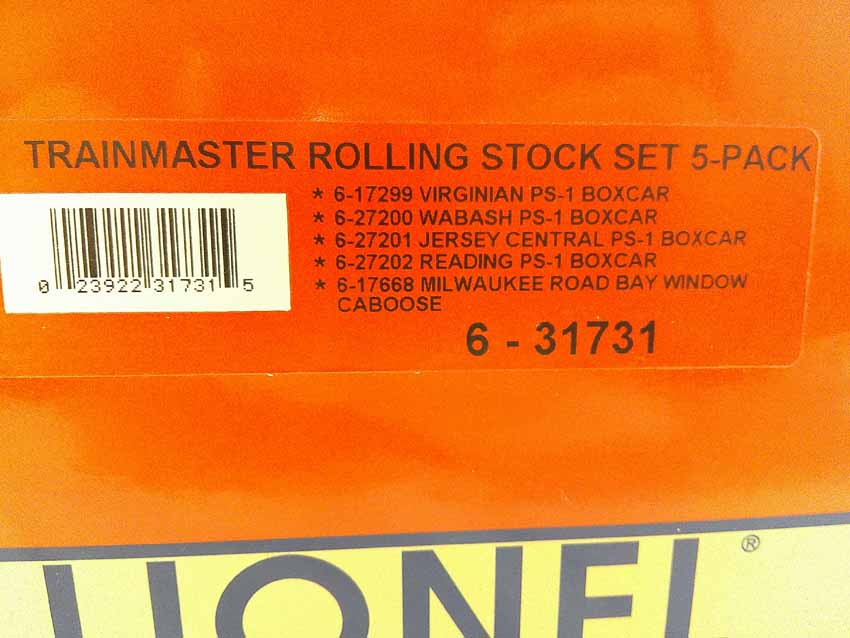 TRAINMASTER ROLLING STOCK SET 5-PACK
* 6-17299 VIRGINIAN PS-1 BOXCAR
* 6-27200 WABASH PS-1 BOXCAR
* 6-27201 JERSEY CENTRAL PS-1 BOXCAR
* 6-27202 READING PS-1 BOXCAR
* 6-17668 MILWAUKEE ROAD BAY WINDOW
CABOOSE
0 23922 31731 5
6 - 31731
LIONEL ®